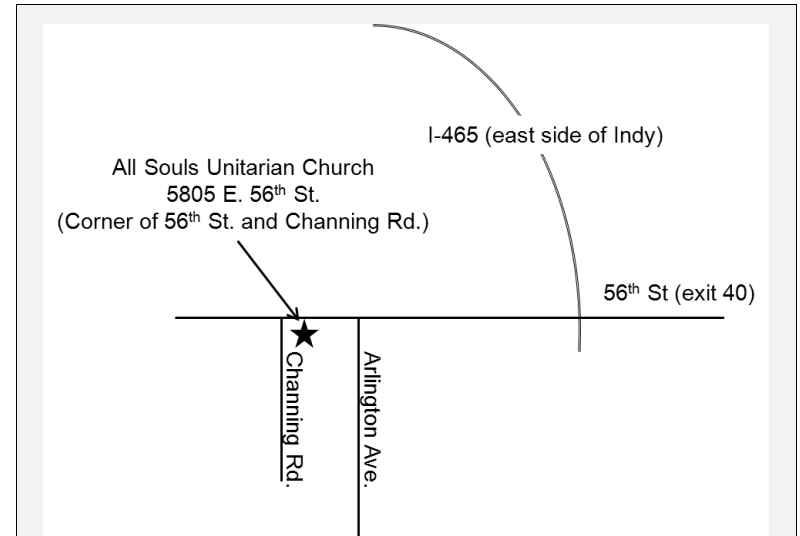 I-465 (east side of Indy)
All Souls Unitarian Church
5805 E. 56th St.
(Corner of 56th St. and Channing Rd.)
56th St (exit 40)
Channing Rd.
Arlington Ave.